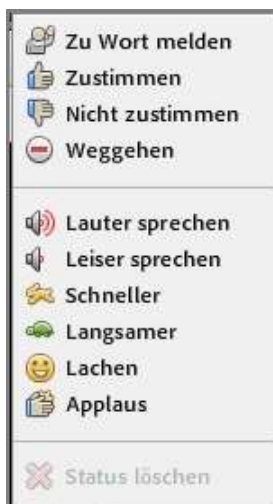 Zu Wort melden
Zustimmen
Nicht zustimmen
Weggehen
Lauter sprechen
Leiser sprechen
Schneller
Langsamer
Lachen
Applaus
Status löschen